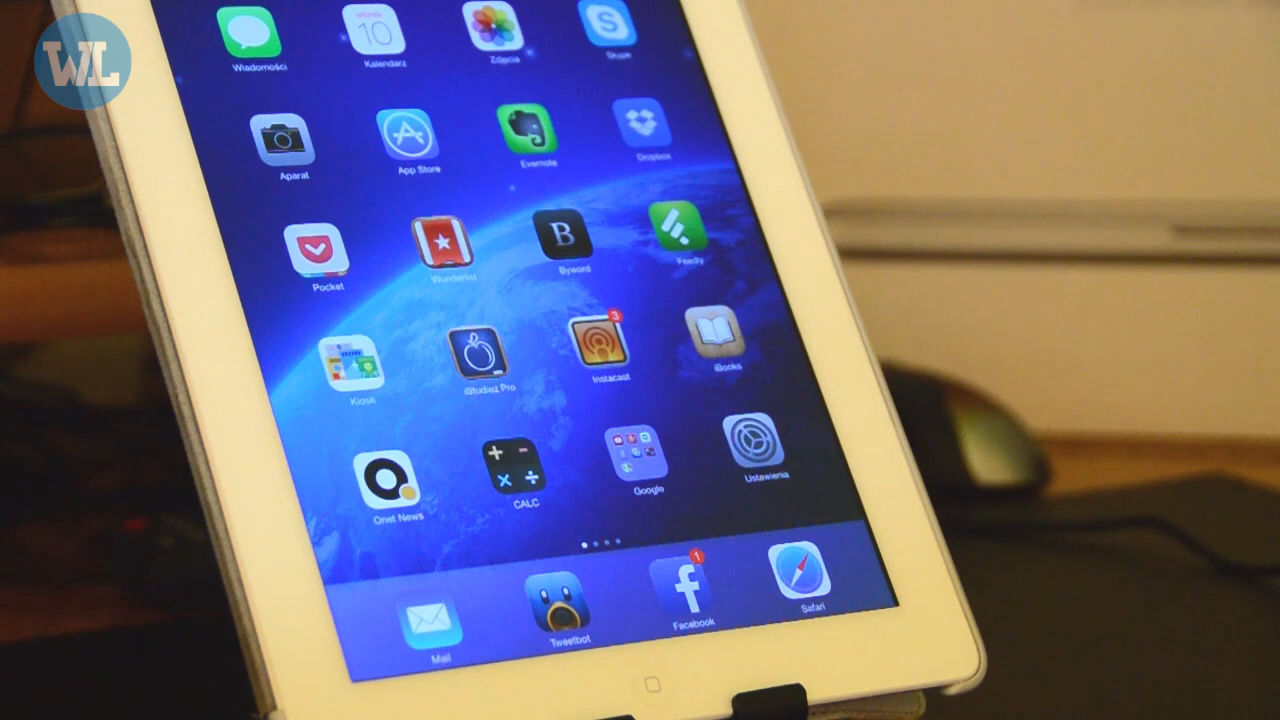 WL
Wiadomości
Kalendarz
Zdjęcia
Skype
wtorek
10
S
Aparat
App Store
Evernote
Dropbox
Pocket
Wunderlist
B
Byword
Feedly
Kiosk
iStudiez Pro
3
Instacast
iBooks
Onet News
CALC
Google
Ustawienia
Mail
Tweetbot
1
f
Facebook
Safari